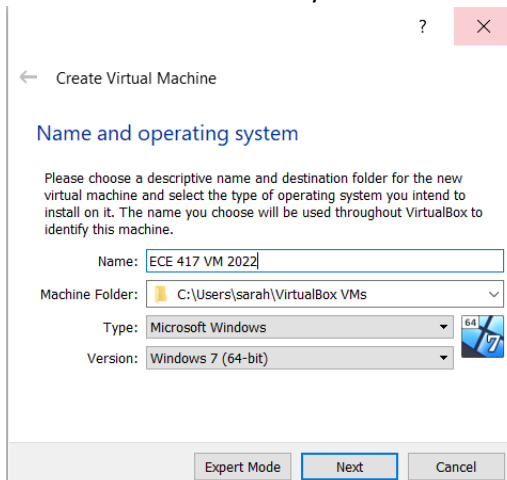 ?
Create Virtual Machine
Name and operating system
Please choose a descriptive name and destination folder for the new
virtual machine and select the type of operating system you intend to
install on it. The name you choose will be used throughout VirtualBox to
identify this machine.
Name: ECE 417 VM 2022
Machine Folder: C:\Users\sarah\VirtualBox VMs
Type: Microsoft Windows
64
7
Version: Windows 7 (64-bit)
Expert Mode Next Cancel